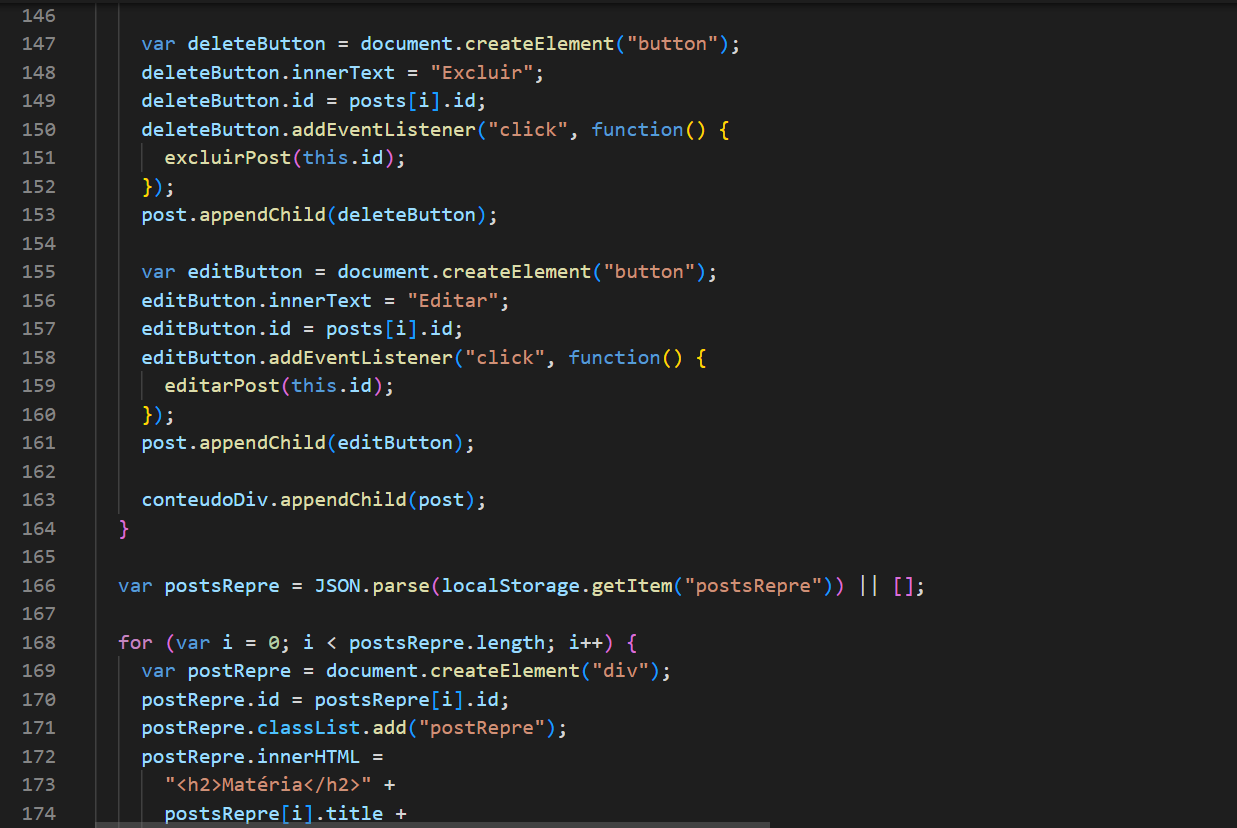 146
147 var deleteButton = document.createElement("button");
148 deleteButton.innerText = "Excluir";
149 deleteButton.id = posts[i].id;
150 deleteButton.addEventListener("click", function() {
151 excluirPost(this.id);
152 });
153 post.appendChild(deleteButton);
154
155 var editButton = document.createElement("button");
156 editButton.innerText = "Editar";
157 editButton.id = posts[i].id;
158 editButton.addEventListener("click", function() {
159 editarPost(this.id);
160 });
161 post.appendChild(editButton);
162
163 conteudoDiv.appendChild(post);
164 }
165
166 var postsRepre = JSON.parse(localStorage.getItem("postsRepre")) || [];
167
168 for (var i = 0; i < postsRepre.length; i++) {
169 var postRepre = document.createElement("div");
170 postRepre.id = postsRepre[i].id;
171 postRepre.classList.add("postRepre");
172 postRepre.innerHTML =
173 "<h2>Matéria</h2>" +
174 postsRepre[i].title +